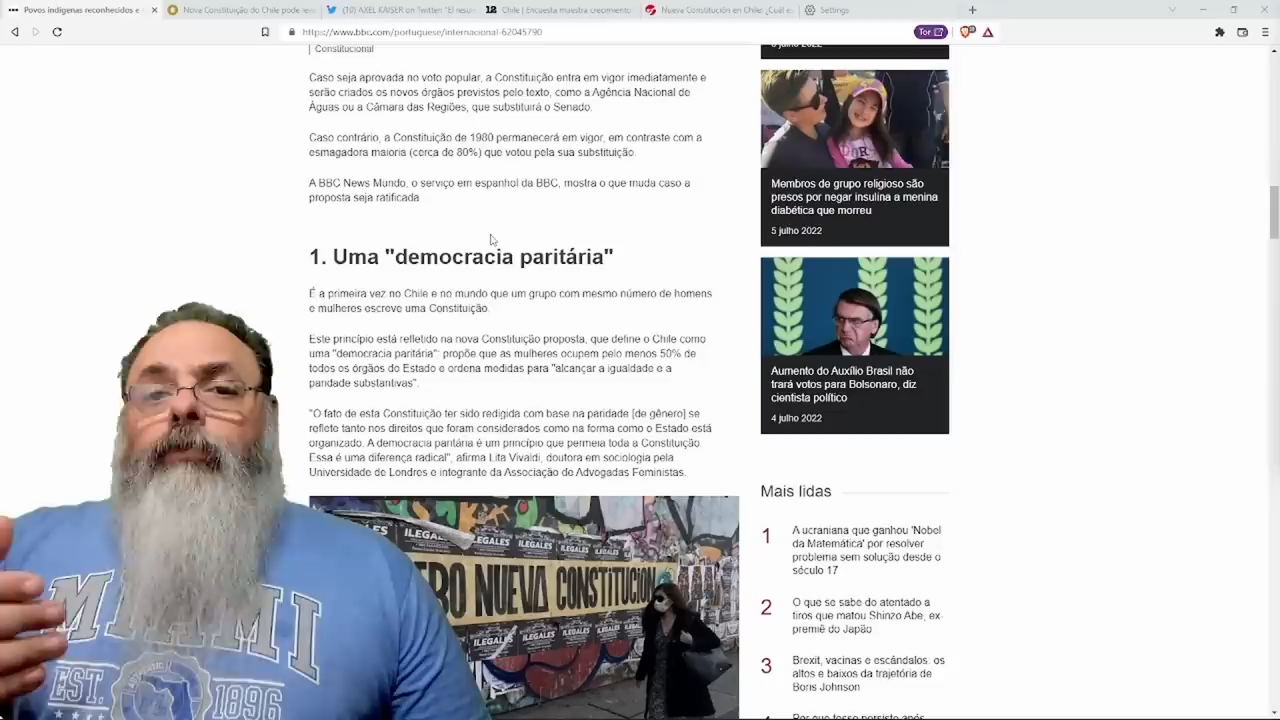 Povos indígenas reconhecidos e
Nova Constituição do Chile pode rem
(10) AXEL KAISER on Twitter "El resu
Chile | Encuesta muestra crecimiento
Nueva Constitución en Chile: ¿Cuál e
Settings
https://www.bbc.com/portuguese/internacional-62045790
Tor
| Constitucional
Caso seja aprovada no voto popular, a Constituição entra em vigor imediatamente e
serão criados os novos órgãos previstos pelo texto, como a Agência Nacional de
Águas ou a Câmara das Regiões, que substituirá o Senado.
Caso contrário, a Constituição de 1980 permanecerá em vigor, em contraste com a
esmagadora maioria (cerca de 80%) que votou pela sua substituição.
A BBC News Mundo, o serviço em espanhol da BBC, mostra o que muda caso a
proposta seja ratificada
1. Uma "democracia paritária"
É a primeira vez no Chile e no mundo que um grupo com mesmo número de homens
e mulheres escreve uma Constituição.
Este princípio está refletido na nova Constituição proposta, que define o Chile como
uma "democracia paritária": propõe que as mulheres ocupem pelo menos 50% de
todos os órgãos do Estado e ordena medidas para "alcançar a igualdade e a
paridade substantivas".
"O fato de esta Constituição ter sido redigida com base na paridade [de gênero] se
reflete tanto nos direitos que foram considerados como na forma como o Estado está
organizado. A democracia paritária é um princípio que permeia toda a Constituição
Essa é uma diferença radical", afirma Lita Vivaldi, doutora em sociologia pela
Universidade de Londres e integrante da Associação de Advogadas Feministas.
ILEGALES
ILEGALES
ILEGALES
ILEGALES
RO NUEVA CONSTITUCIÓN
ILEGALES
ILEGALES
ILEGALES
1896
julho 2022
Membros de grupo religioso são
presos por negar insulina a menina
diabética que morreu
5 julho 2022
Aumento do Auxílio Brasil não
trará votos para Bolsonaro, diz
cientista político
4 julho 2022
Mais lidas
1
A ucraniana que ganhou 'Nobel
da Matemática' por resolver
problema sem solução desde o
século 17
2
O que se sabe do atentado a
tiros que matou Shinzo Abe, ex-
premiê do Japão
3
Brexit, vacinas e escândalos: os
altos e baixos da trajetória de
Boris Johnson